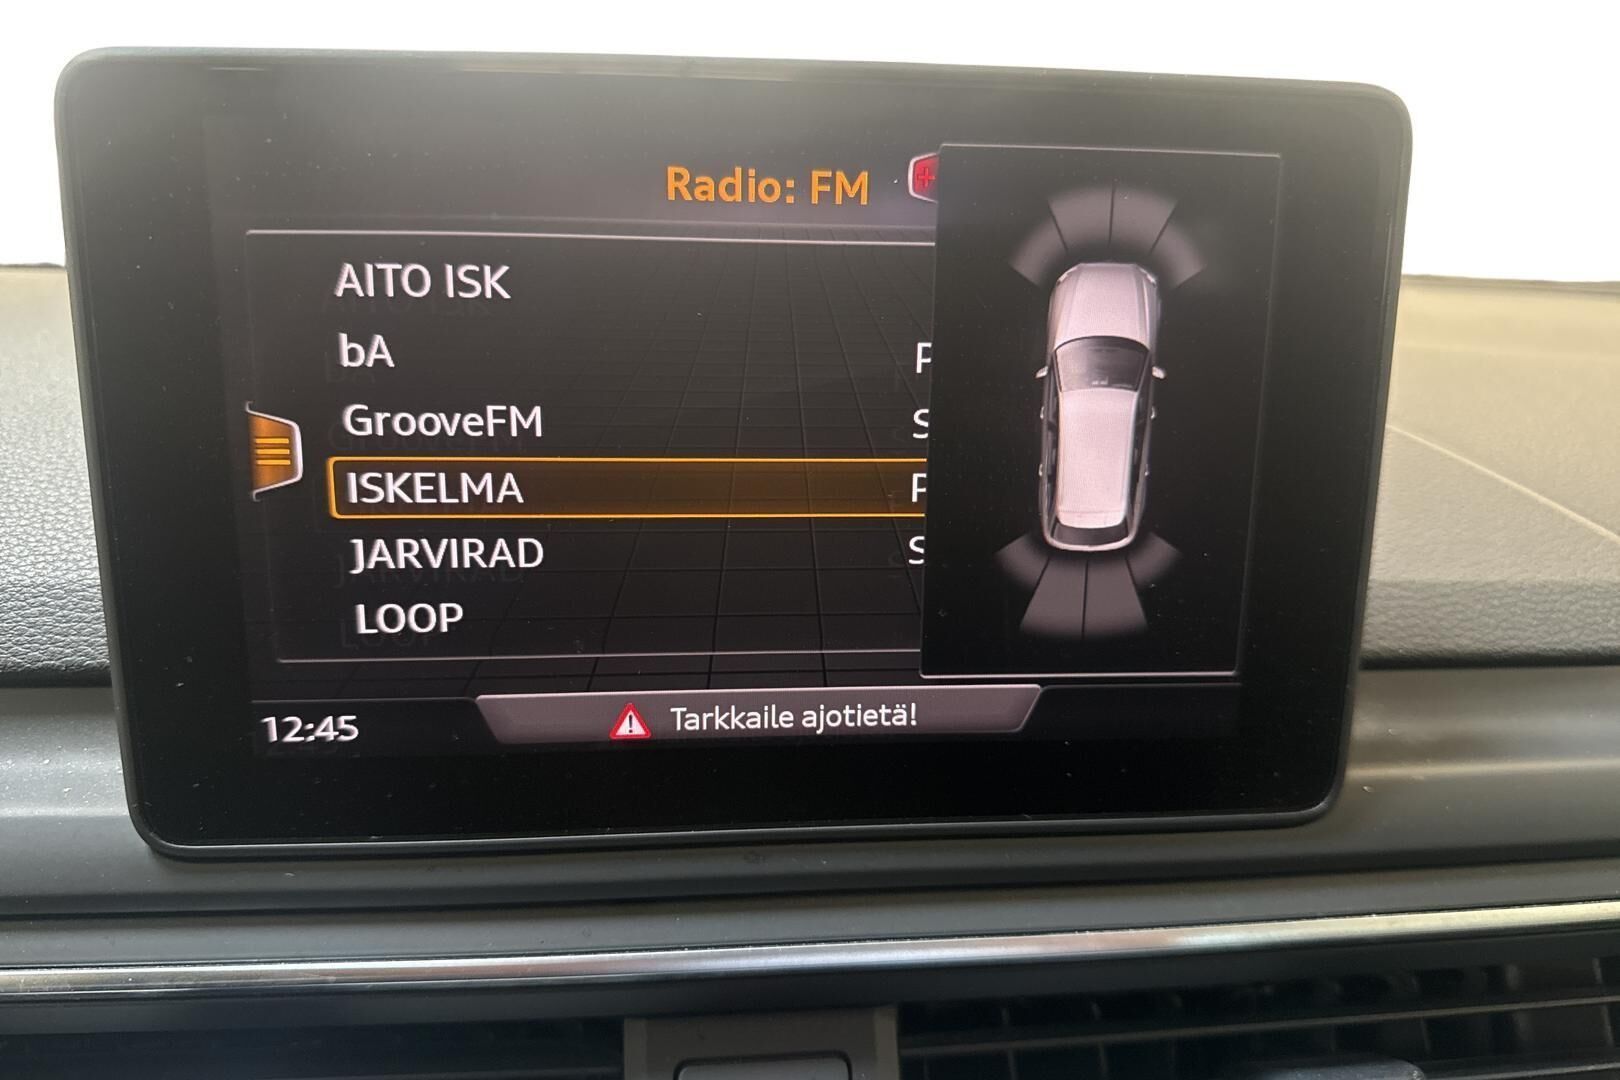 Radio: FM
AITO ISK
bA P
GrooveFM S
ISKELMA P
JARVIRAD S
LOOP
12:45
Tarkkaile ajotietä!